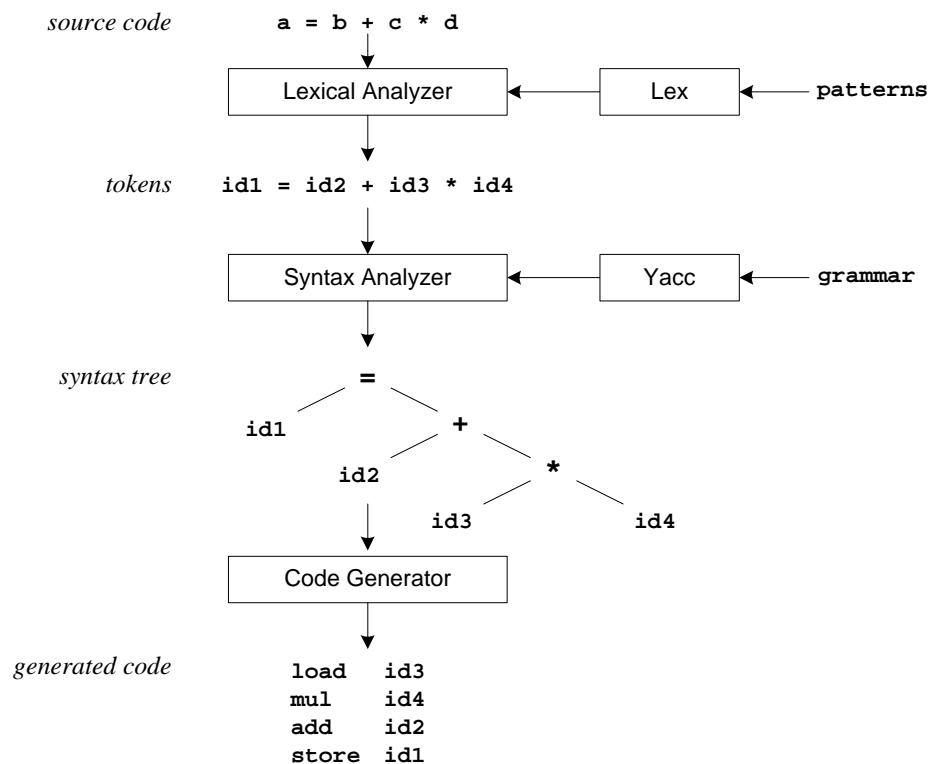 source code a = b + c * d
Lexical Analyzer Lex patterns
tokens id1 = id2 + id3 * id4
Syntax Analyzer Yacc grammar
syntax tree =
id1 +
id2 *
id3 id4
Code Generator
generated code load id3
mul id4
add id2
store id1